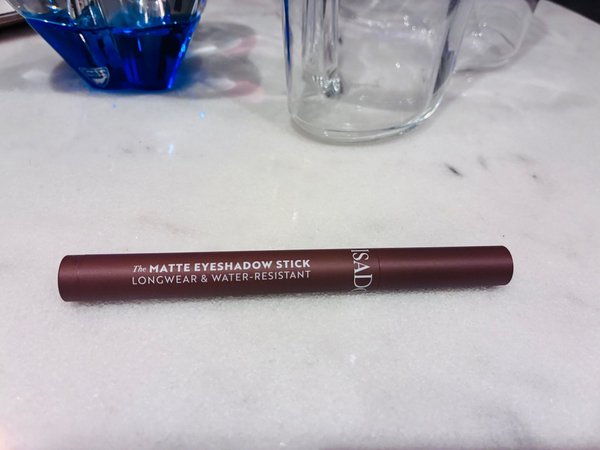 The MATTE EYESHADOW STICK
LONGWEAR & WATER-RESISTANT
ISADO